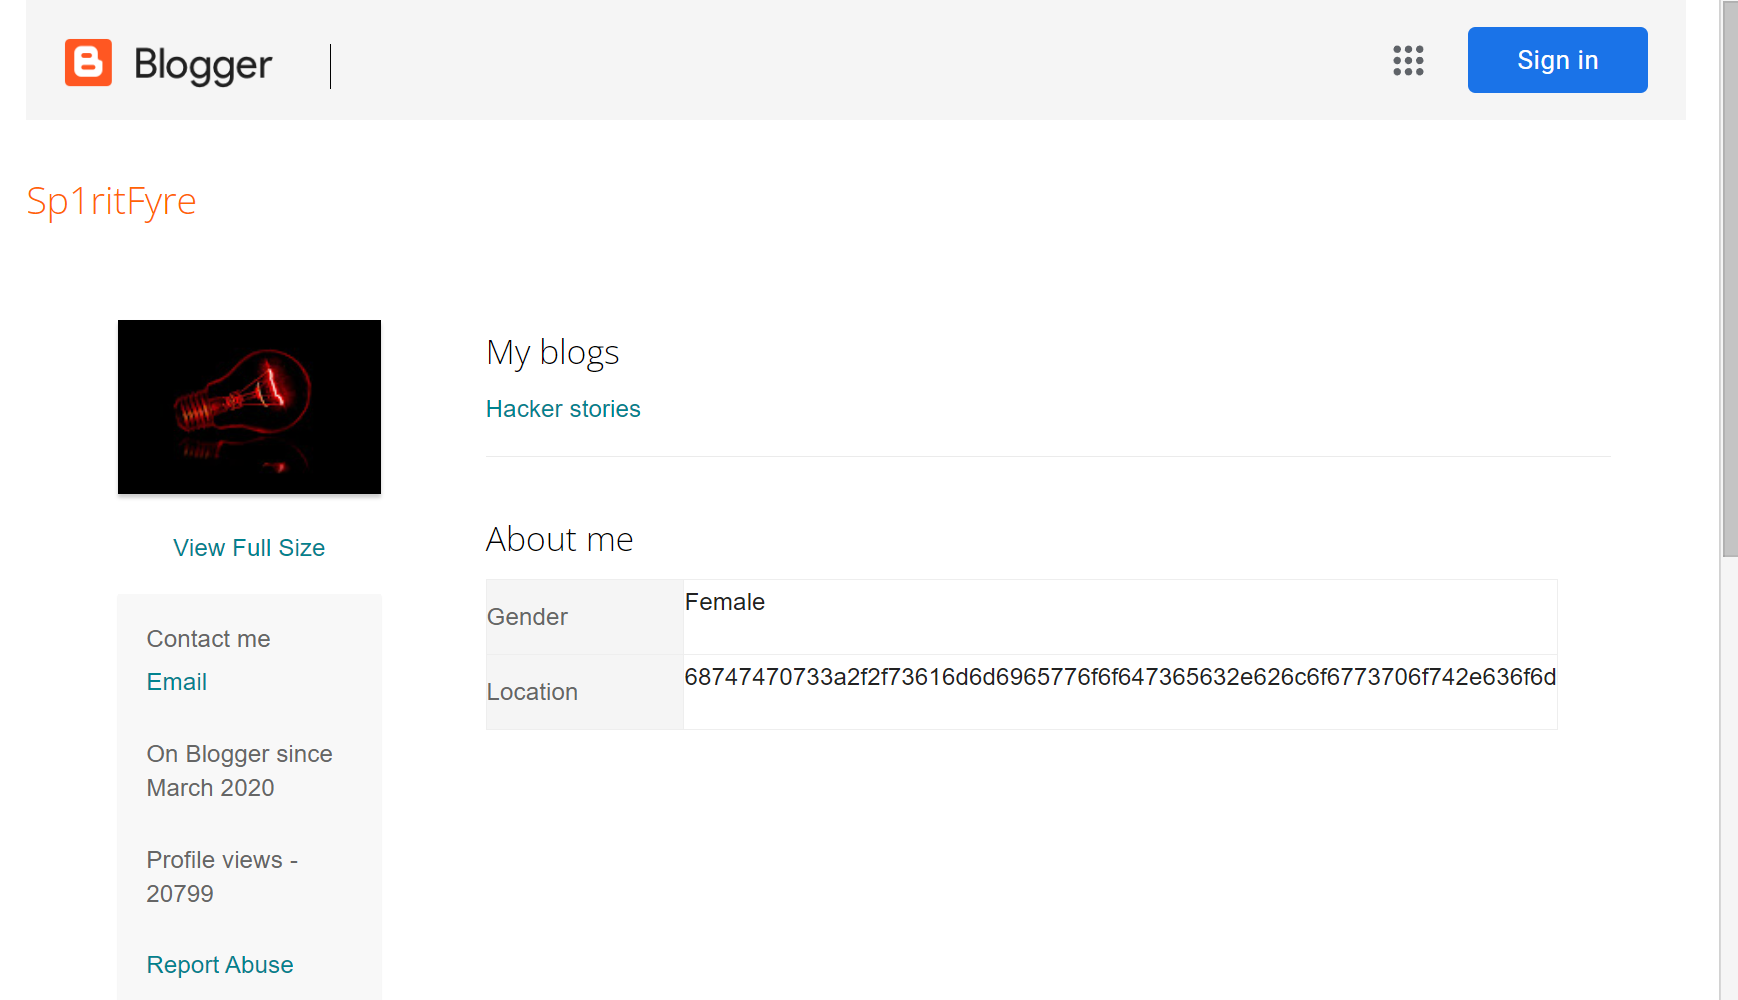 Blogger
Sign in
Sp1ritFyre
My blogs
Hacker stories
View Full Size
About me
Gender
Female
Location
68747470733a2f2f73616d6d6965776f6f647365632e626c6f6773706f742e636f6d
Contact me
Email
On Blogger since
March 2020
Profile views -
20799
Report Abuse